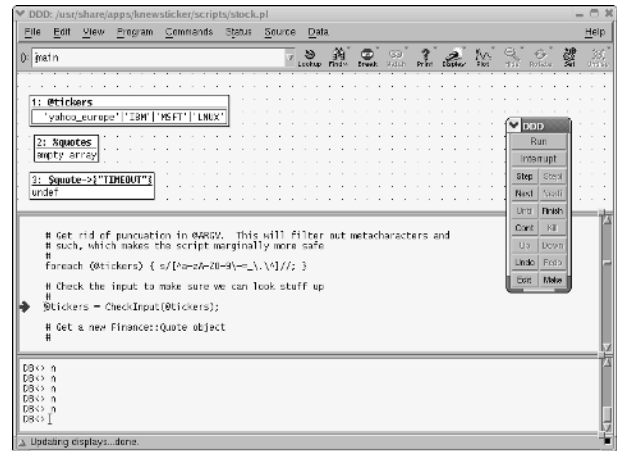 DDD: /usr/share/apps/knewsticker/scripts/stock.pl
File Edit View Program Commands Status Source Data Help
0: main
Lookup Find» Break Watch Print Display Plot Hide Rotate Set Undisp
1: @tickers
'yahoo_europe' 'IBM' 'MSFT' 'LNUX'
2: %quotes
empty array
3: $quote->{"TIMEOUT"}
undef
DDD
Run
Interrupt
Step Stepi
Next Nexti
Until Finish
Cont Kill
Up Down
Undo Redo
Edit Make
# Get rid of puncuation in @ARGV. This will filter out metacharacters and
# such, which makes the script marginally more safe
#
foreach (@tickers) { s/[^a-zA-Z0-9\-=_\.\^]//; }
# Check the input to make sure we can look stuff up
#
@tickers = CheckInput(@tickers);
# Get a new Finance::Quote object
#
DB<> n
DB<> n
DB<> n
DB<> n
DB<> n
DB<>
Updating displays...done.